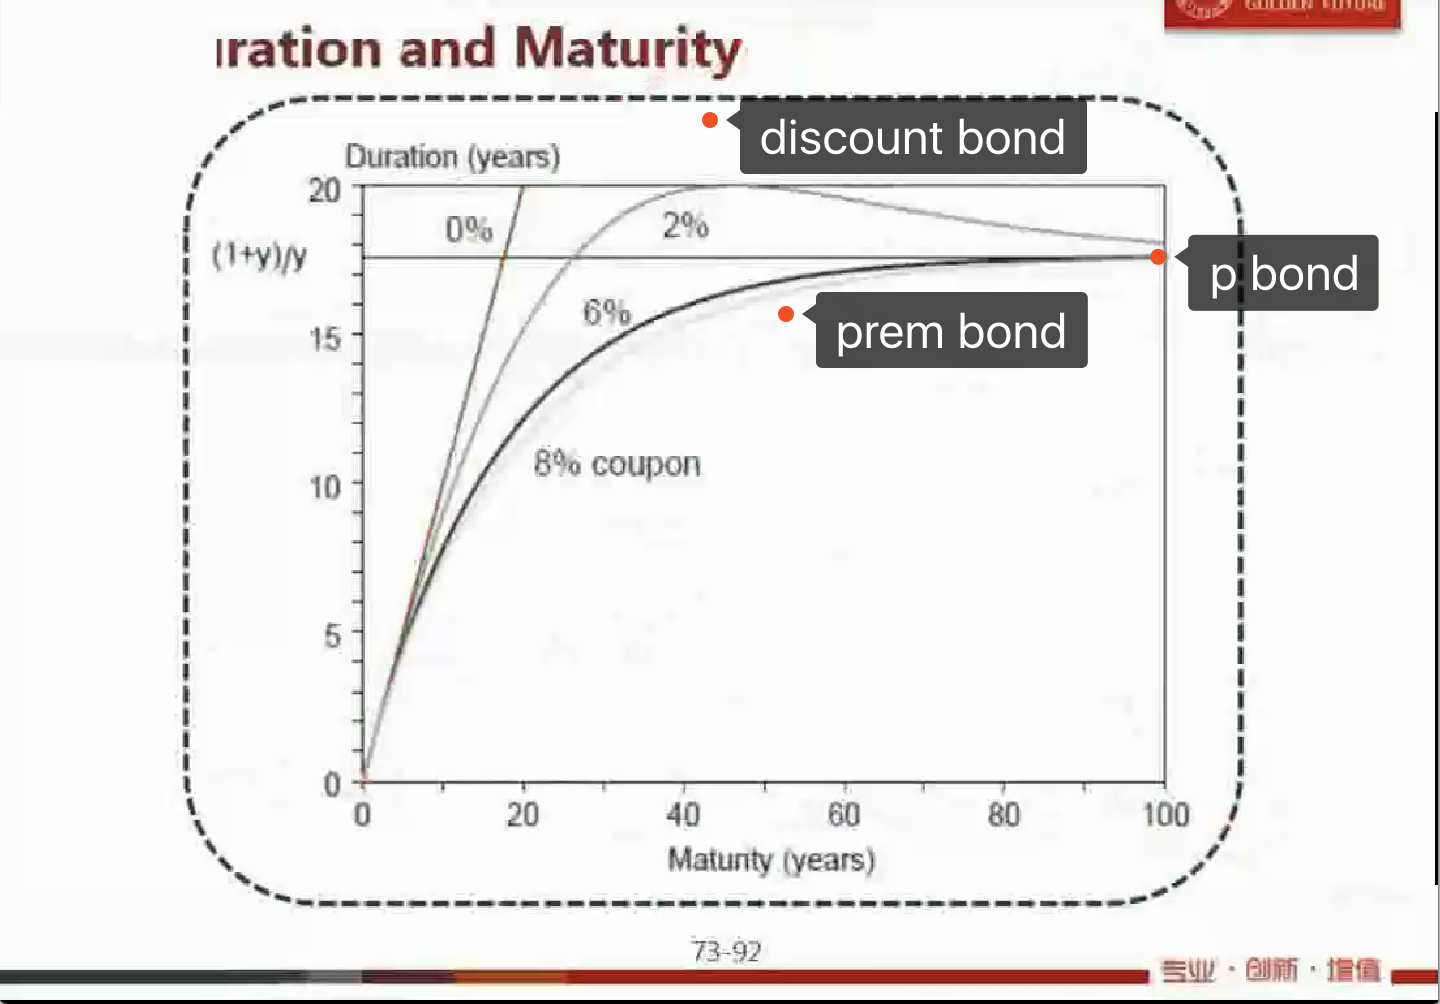 GOLDEN FUTURE
ration and Maturity
discount bond
Duration (years)
20
0%
2%
(1+y)/y
p bond
6%
prem bond
15
8% coupon
10
5
0
0 20 40 60 80 100
Maturity (years)
73-92
专业 · 创新 · 增值